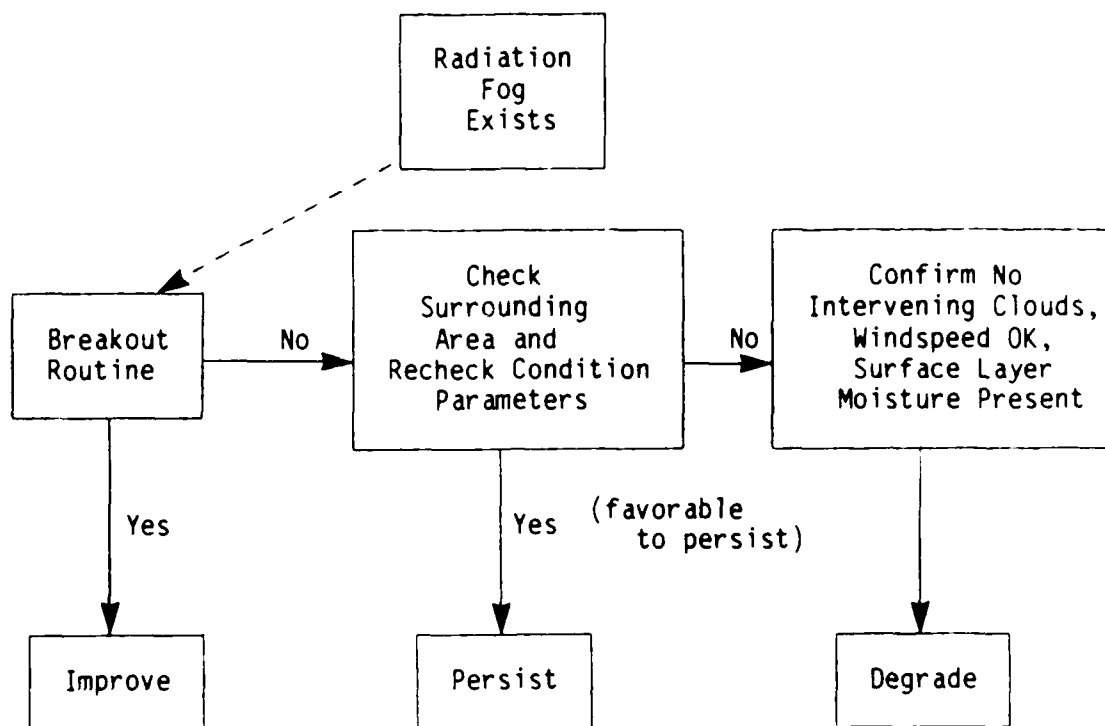 Radiation
Fog
Exists
Breakout
Routine
No
Check
Surrounding
Area and
Recheck Condition
Parameters
No
Confirm No
Intervening Clouds,
Windspeed OK,
Surface Layer
Moisture Present
Yes
Yes
(favorable
to persist)
Improve
Persist
Degrade